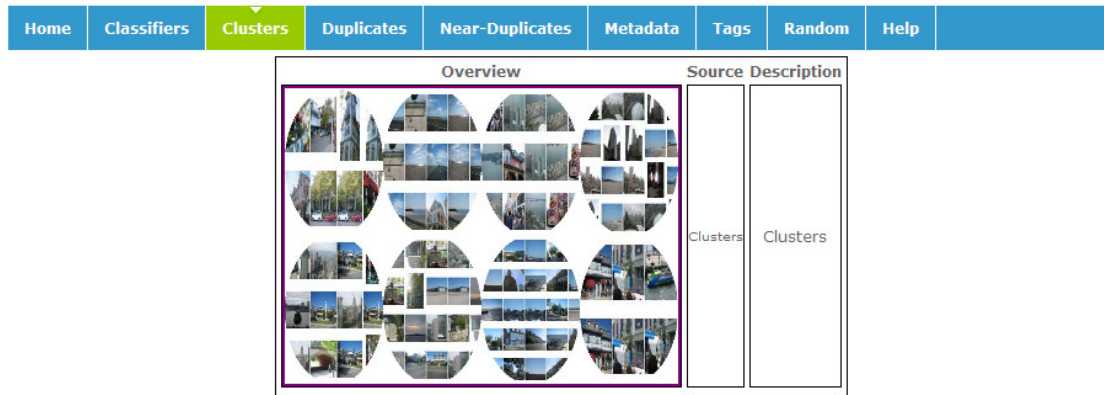 Home Classifiers Clusters Duplicates Near-Duplicates Metadata Tags Random Help
Overview Source Description
Clusters Clusters